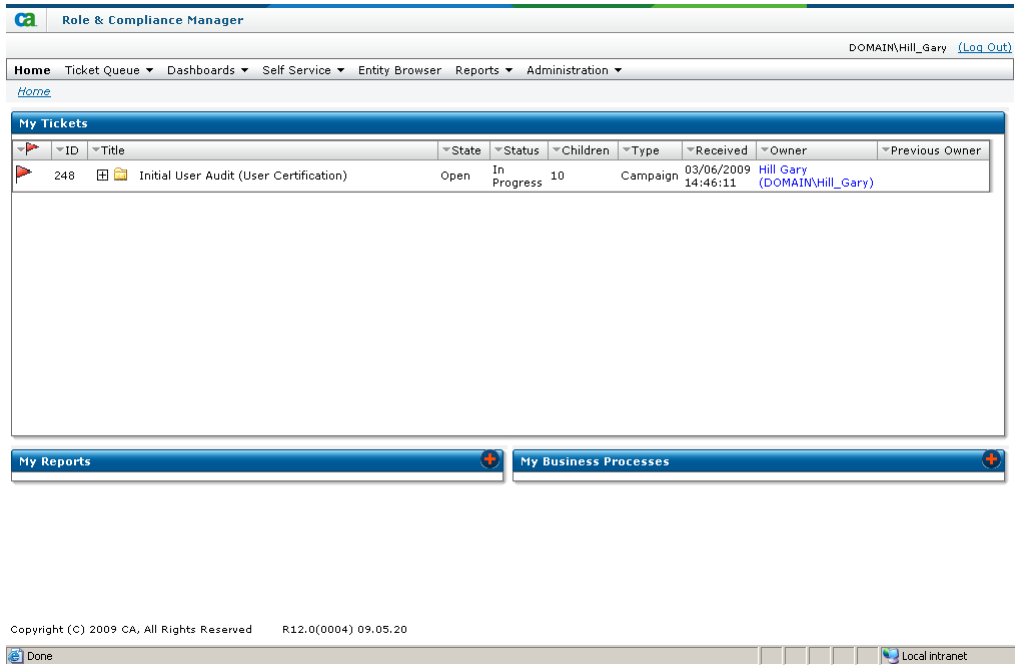 ca Role & Compliance Manager
DOMAIN\Hill_Gary (Log Out)
Home Ticket Queue Dashboards Self Service Entity Browser Reports Administration
Home
My Tickets
ID Title State Status Children Type Received Owner Previous Owner
248 Initial User Audit (User Certification) Open In Progress 10 Campaign 03/06/2009 14:46:11 Hill Gary (DOMAIN\Hill_Gary)
My Reports My Business Processes
Copyright (C) 2009 CA, All Rights Reserved R12.0(0004) 09.05.20
Done Local intranet